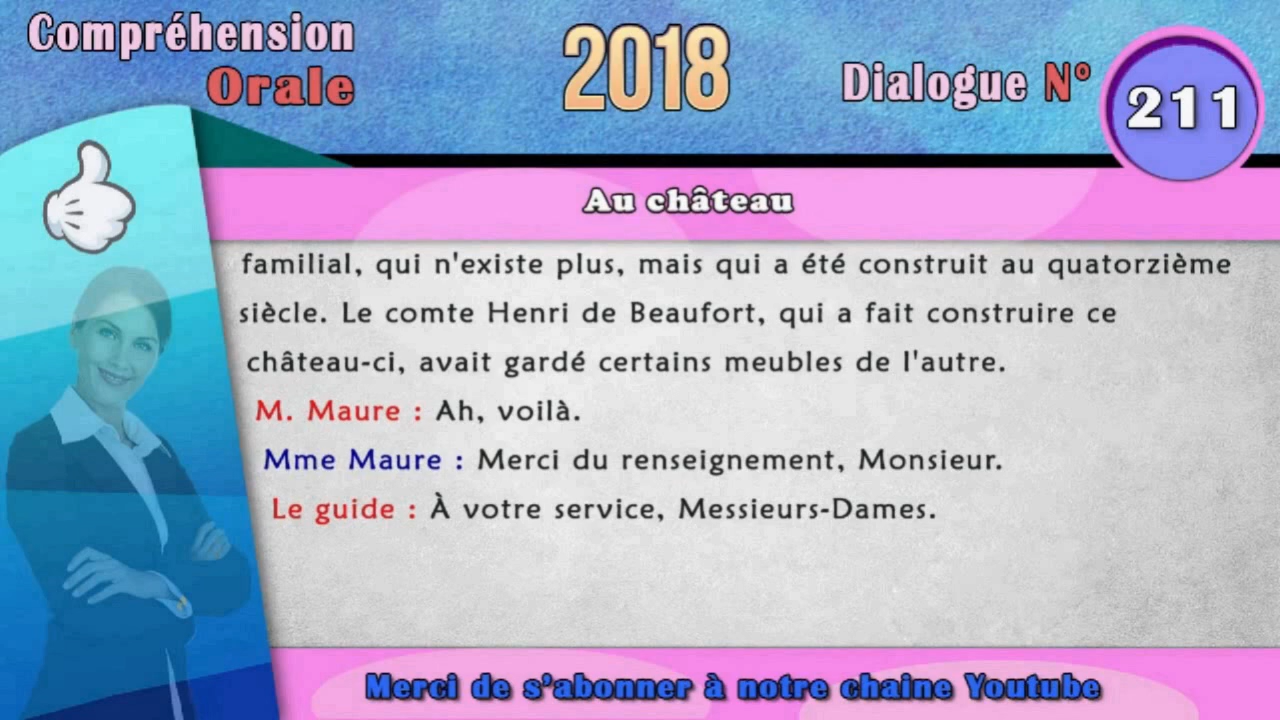 Compréhension
Orale
2018
Dialogue N°
211
Au château
familial, qui n'existe plus, mais qui a été construit au quatorzième
siècle. Le comte Henri de Beaufort, qui a fait construire ce
château-ci, avait gardé certains meubles de l'autre.
M. Maure : Ah, voilà.
Mme Maure : Merci du renseignement, Monsieur.
Le guide : À votre service, Messieurs-Dames.
Merci de s'abonner à notre chaine Youtube